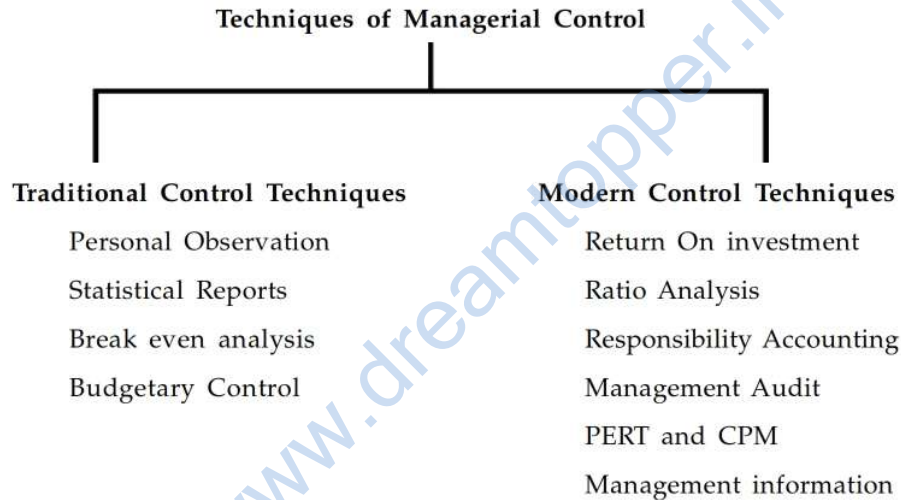 Techniques of Managerial Control
Traditional Control Techniques
Personal Observation
Statistical Reports
Break even analysis
Budgetary Control
Modern Control Techniques
Return On investment
Ratio Analysis
Responsibility Accounting
Management Audit
PERT and CPM
Management information
www.dreamtopper.in